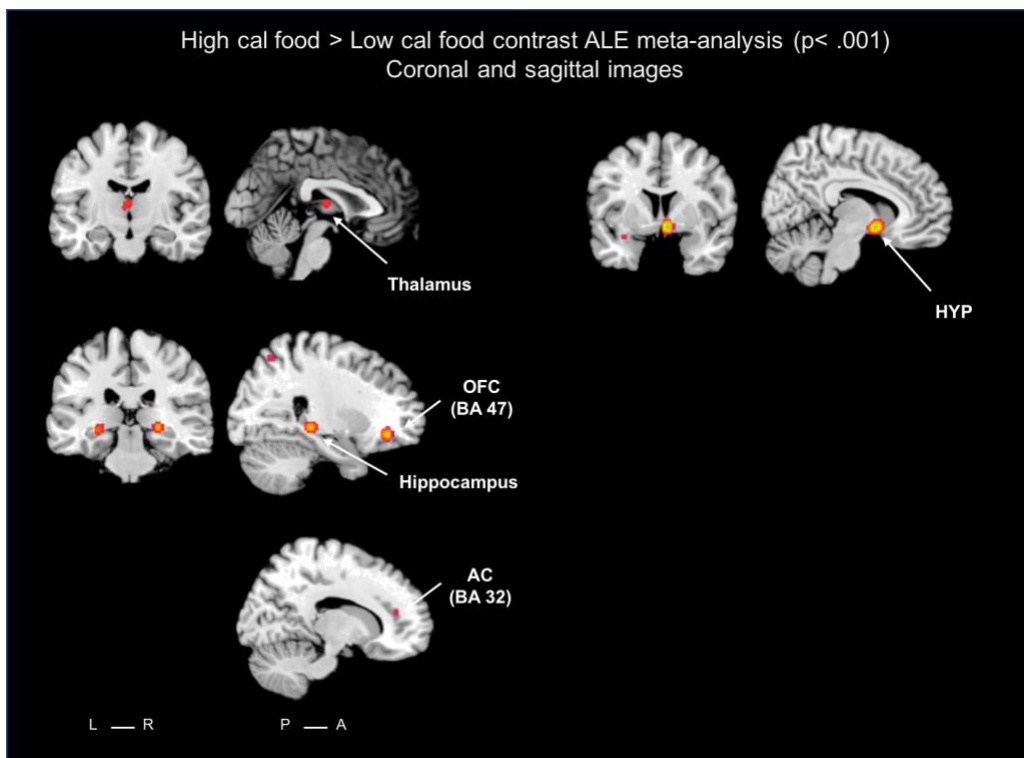 High cal food > Low cal food contrast ALE meta-analysis (p< .001)
Coronal and sagittal images
Thalamus
HYP
OFC
(BA 47)
Hippocampus
AC
(BA 32)
L — R
P — A